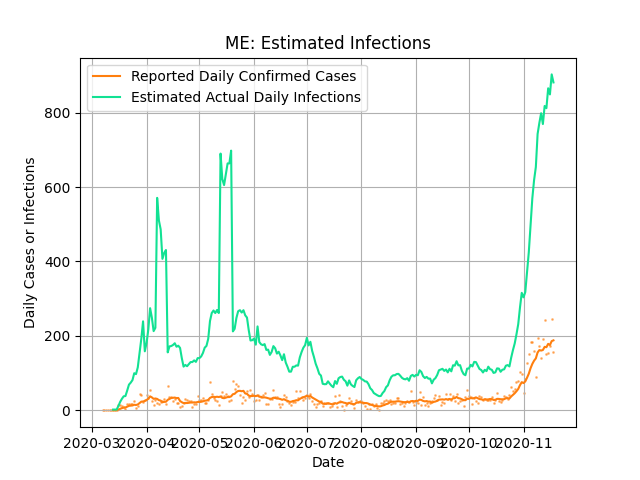 ME: Estimated Infections
Reported Daily Confirmed Cases
Estimated Actual Daily Infections
Daily Cases or Infections
800
600
400
200
0
2020-03 2020-04 2020-05 2020-06 2020-07 2020-08 2020-09 2020-10 2020-11
Date